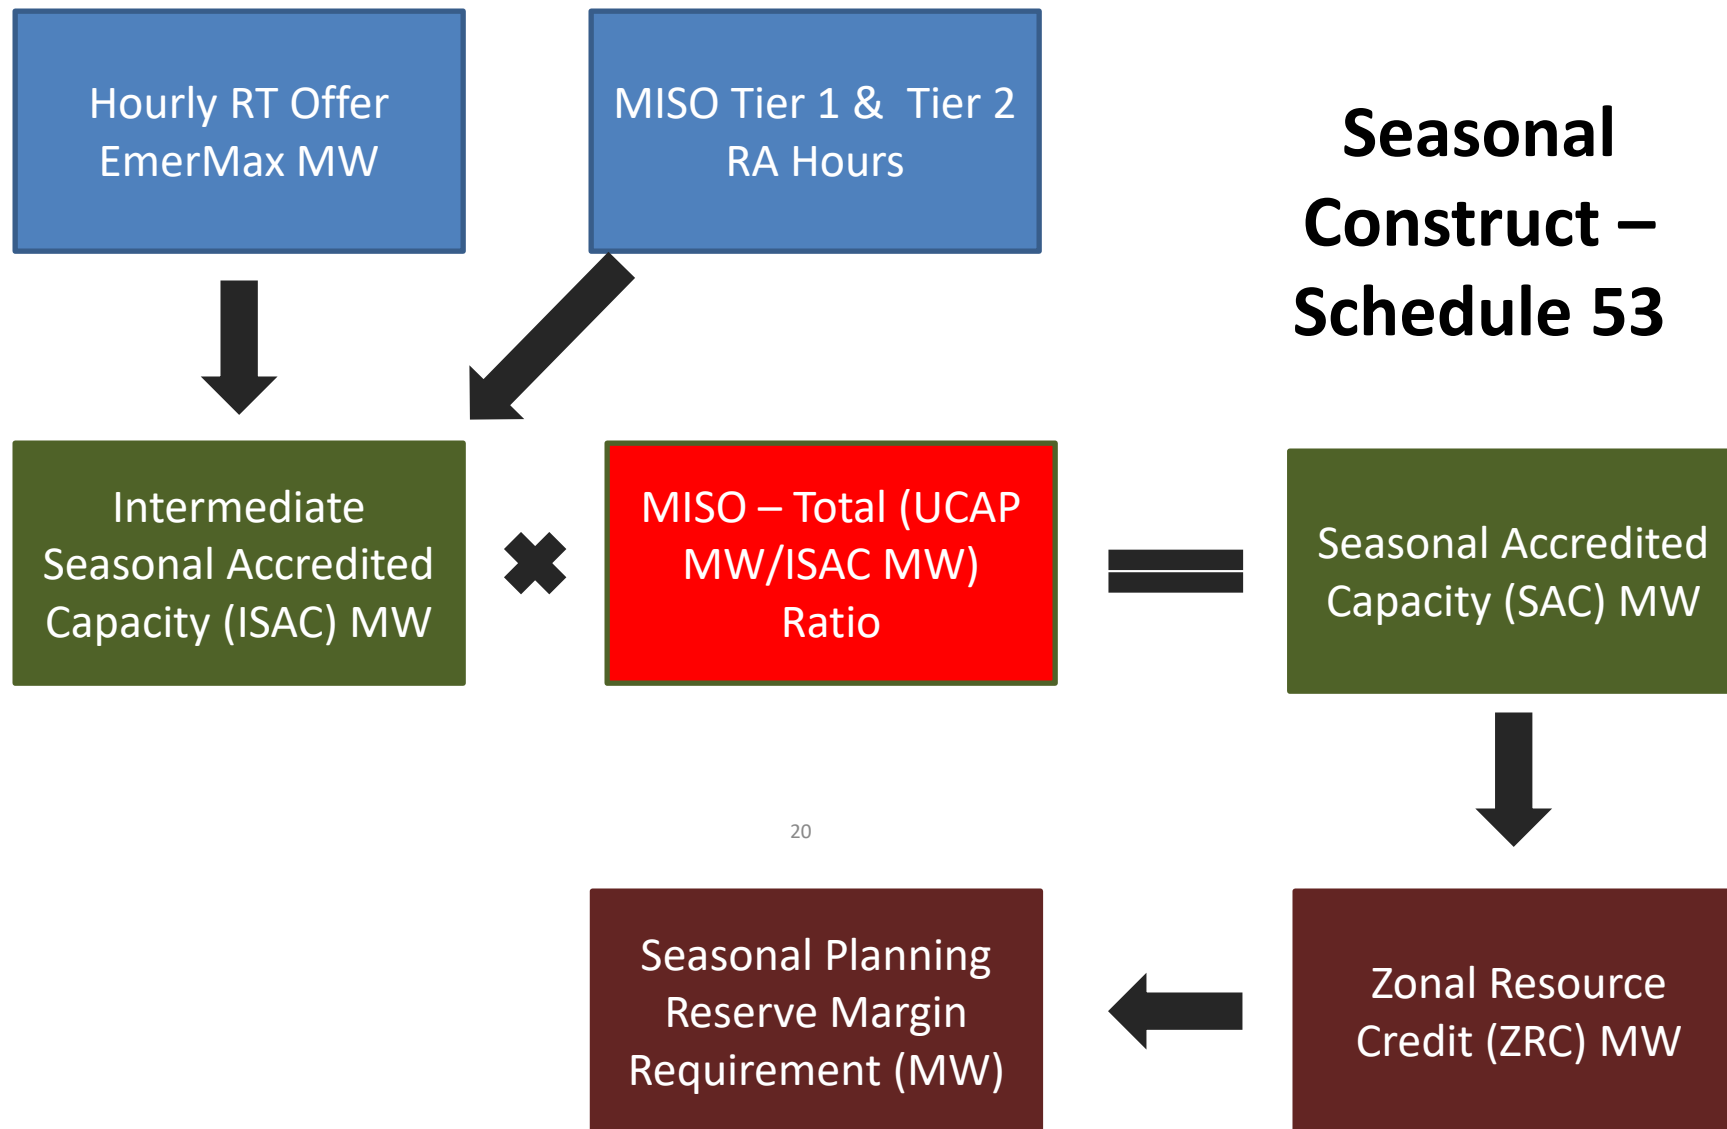 Hourly RT Offer
EmerMax MW
MISO Tier 1 & Tier 2
RA Hours
Seasonal
Construct –
Schedule 53
Intermediate
Seasonal Accredited
Capacity (ISAC) MW
MISO – Total (UCAP
MW/ISAC MW)
Ratio
Seasonal Accredited
Capacity (SAC) MW
20
Seasonal Planning
Reserve Margin
Requirement (MW)
Zonal Resource
Credit (ZRC) MW